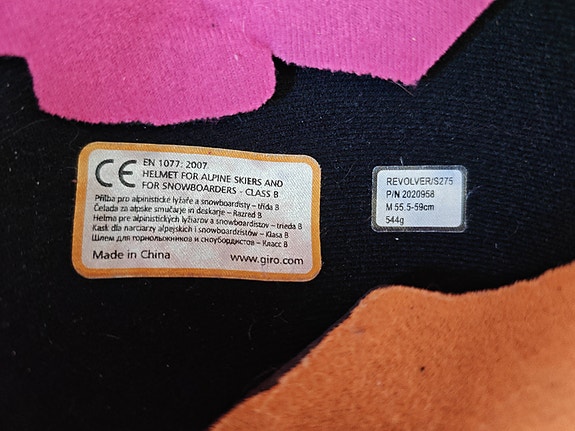 CE EN 1077: 2007
HELMET FOR ALPINE SKIERS AND
FOR SNOWBOARDERS - CLASS B
Přilba pro alpinistické lyžaře a snowboardisty – třída B
Čelada za alpske smučarje in deskarje – Razred B
Helma pre alpinistických lyžiarov a snowboardistov – trieda B
Kask dla narciarzy alpejskich i snowboardzistów – Klasa B
Шлем для горнолыжников и сноубордистов – Класс B
Made in China www.giro.com
REVOLVER/S275
P/N 2020958
M 55.5-59cm
544g